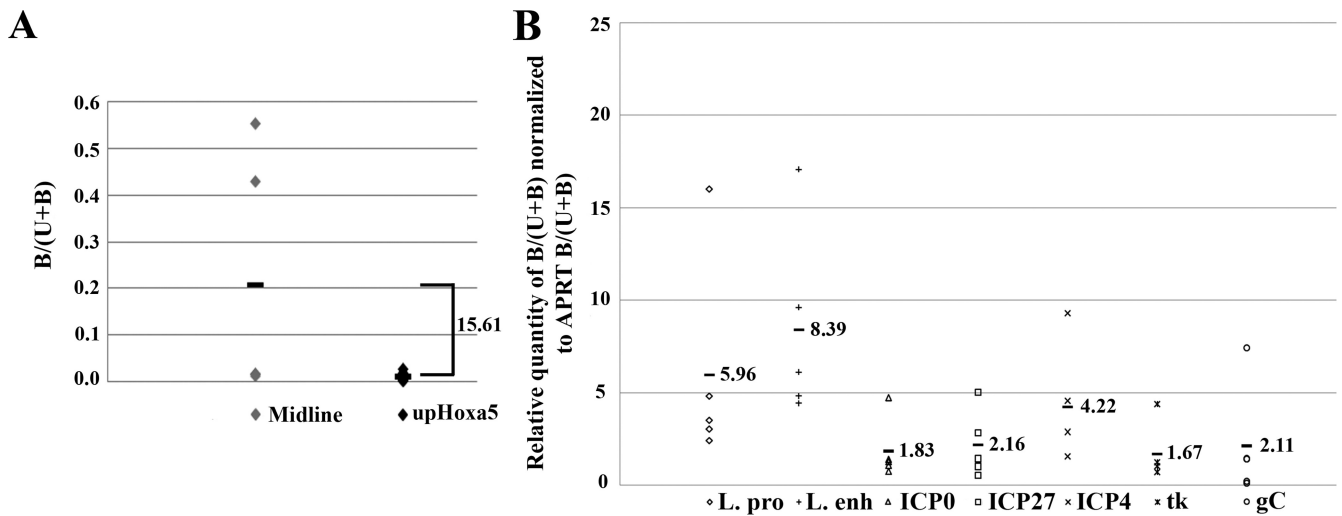 A
B/(U+B)
0.6
0.5
0.4
0.3
0.2
0.1
0.0
15.61
Midline
upHoxa5
B
Relative quantity of B/(U+B) normalized
to APRT B/(U+B)
25
20
15
10
5
0
5.96
8.39
1.83
2.16
4.22
1.67
2.11
L. pro
L. enh
ICP0
ICP27
ICP4
tk
gC